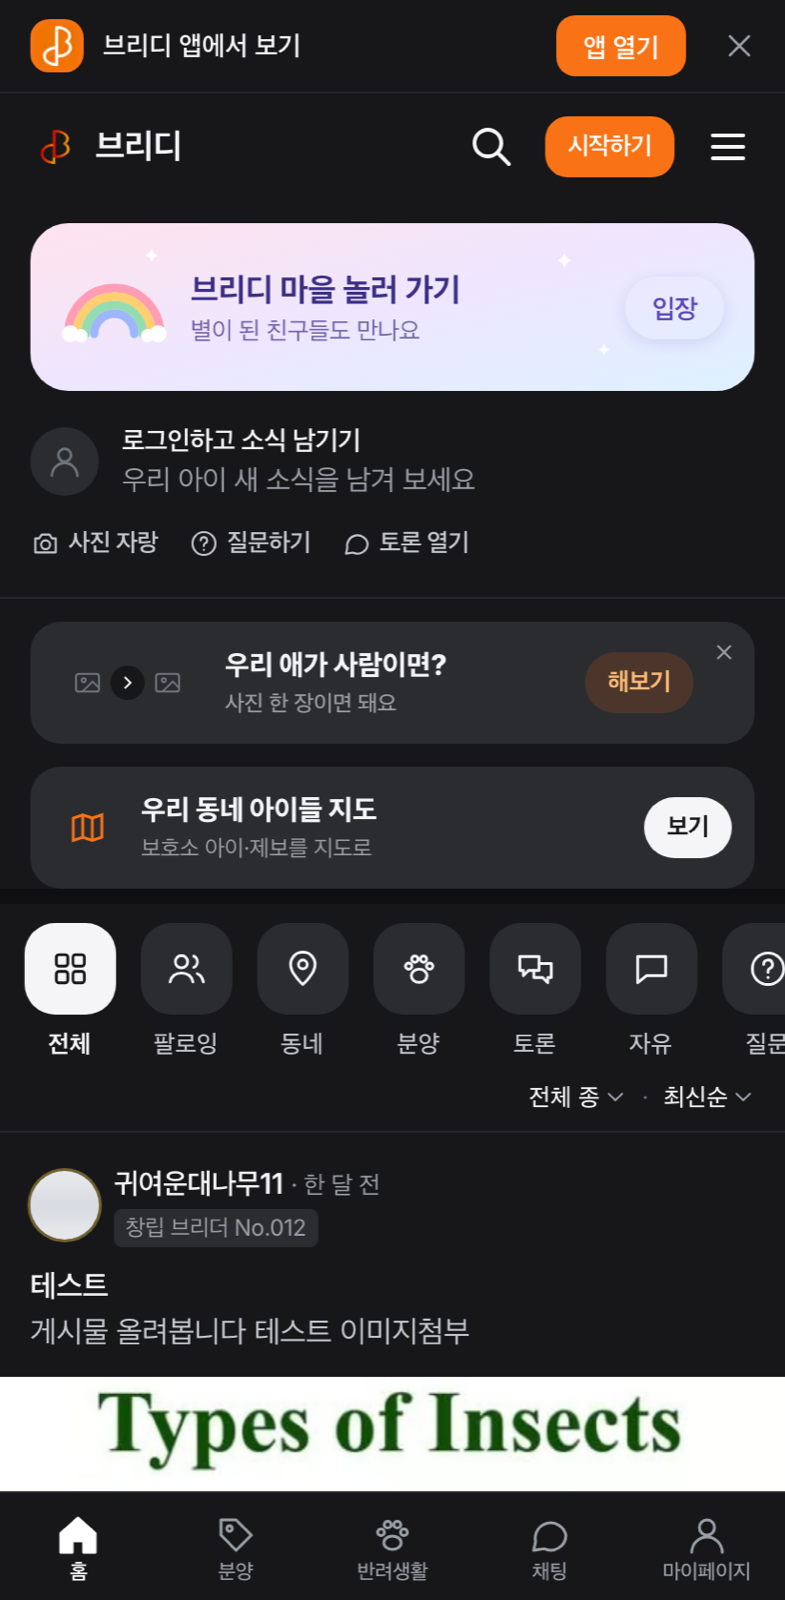 브리디 앱에서 보기
앱 열기
브리디
시작하기
브리디 마을 놀러 가기
별이 된 친구들도 만나요
입장
로그인하고 소식 남기기
우리 아이 새 소식을 남겨 보세요
사진 자랑
질문하기
토론 열기
우리 애가 사람이면?
사진 한 장이면 돼요
해보기
우리 동네 아이들 지도
보호소 아이·제보를 지도로
보기
전체
팔로잉
동네
분양
토론
자유
질문
전체 종 · 최신순
귀여운대나무11 · 한 달 전
창립 브리더 No.012
테스트
게시물 올려봅니다 테스트 이미지첨부
Types of Insects
홈
분양
반려생활
채팅
마이페이지